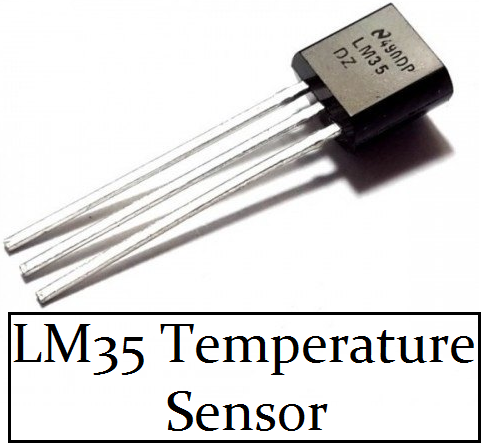 490DP
LM35
DZ
LM35 Temperature
Sensor